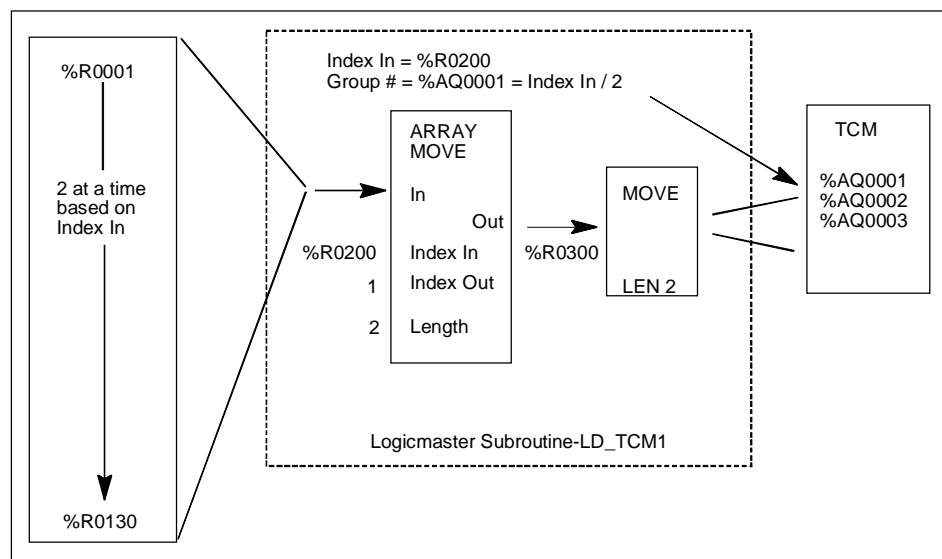 %R0001
2 at a time
based on
Index In
%R0130
Index In = %R0200
Group # = %AQ0001 = Index In / 2
ARRAY
MOVE
In
Out
%R0200
Index In
1
Index Out
2
Length
%R0300
MOVE
LEN 2
Logicmaster Subroutine-LD_TCM1
TCM
%AQ0001
%AQ0002
%AQ0003